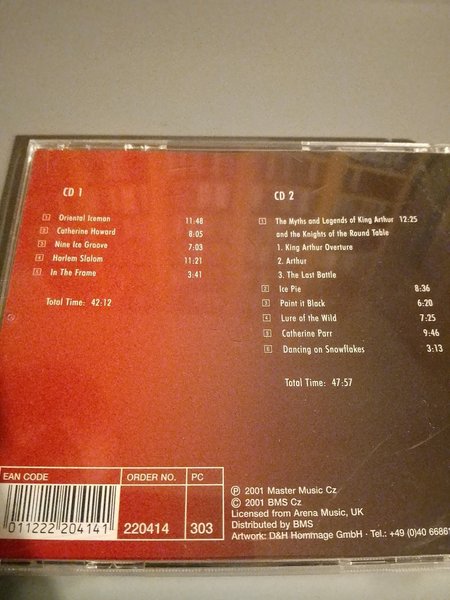 CD 1
1 Oriental Iceman 11:48
2 Catherine Howard 8:05
3 Nine Ice Groove 7:03
4 Harlem Slalom 11:21
5 In The Frame 3:41
Total Time: 42:12
CD 2
1 The Myths and Legends of King Arthur 12:25
and the Knights of the Round Table
1. King Arthur Overture
2. Arthur
3. The Last Battle
2 Ice Pie 8:36
3 Paint it Black 6:20
4 Lure of the Wild 7:25
5 Catherine Parr 9:46
6 Dancing on Snowflakes 3:13
Total Time: 47:57
EAN CODE
011222 204141
ORDER NO.
220414
PC
303
℗ 2001 Master Music Cz
© 2001 BMS Cz
Licensed from Arena Music, UK
Distributed by BMS
Artwork: D&H Hommage GmbH · Tel.: +49 (0)40 66861